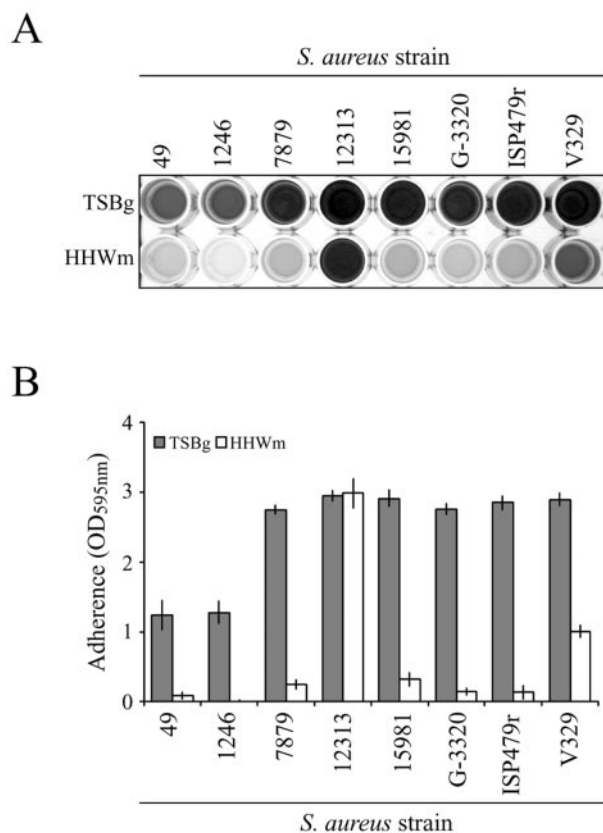 A
S. aureus strain
49 1246 7879 12313 15981 G-3320 ISP479r V329
TSBg
HHWm
B
4
TSBg HHWm
3
2
1
0
Adherence (OD595nm)
49 1246 7879 12313 15981 G-3320 ISP479r V329
S. aureus strain